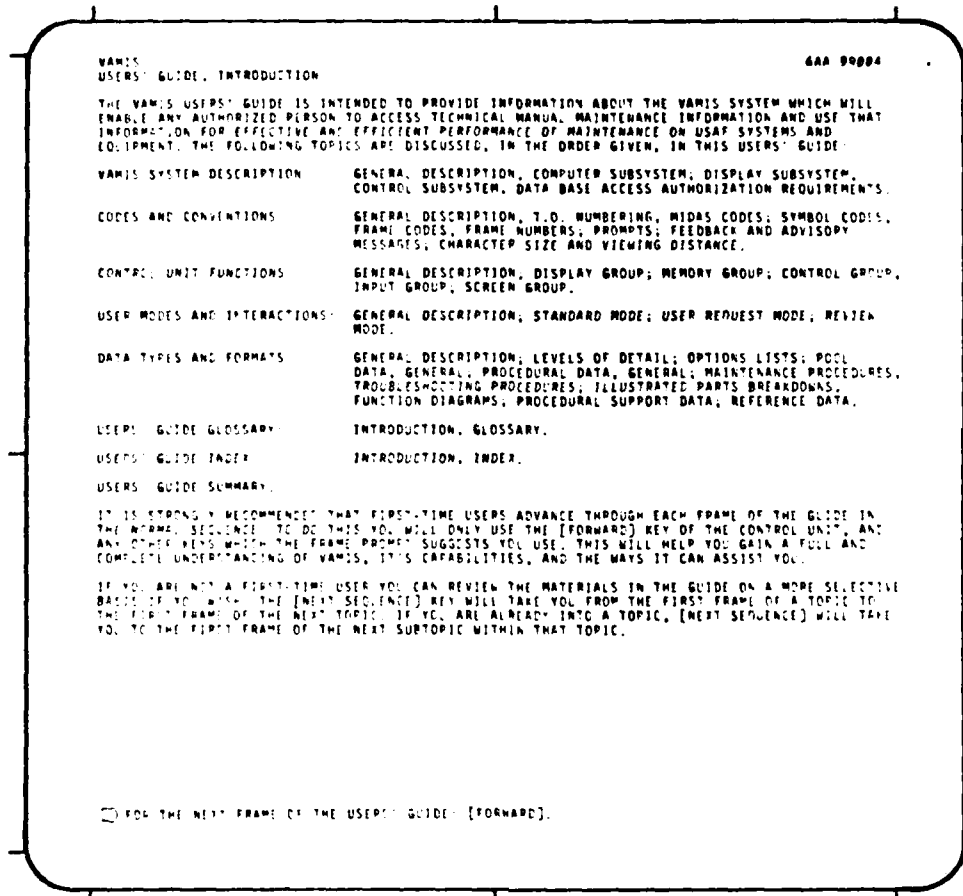 VAMIS GAA 99004
USERS' GUIDE, INTRODUCTION
THE VAMIS USERS' GUIDE IS INTENDED TO PROVIDE INFORMATION ABOUT THE VAMIS SYSTEM WHICH WILL
ENABLE ANY AUTHORIZED PERSON TO ACCESS TECHNICAL MANUAL MAINTENANCE INFORMATION AND USE THAT
INFORMATION FOR EFFECTIVE AND EFFICIENT PERFORMANCE OF MAINTENANCE ON USAF SYSTEMS AND
EQUIPMENT. THE FOLLOWING TOPICS ARE DISCUSSED, IN THE ORDER GIVEN, IN THIS USERS' GUIDE:
VAMIS SYSTEM DESCRIPTION GENERAL DESCRIPTION, COMPUTER SUBSYSTEM; DISPLAY SUBSYSTEM,
CONTROL SUBSYSTEM, DATA BASE ACCESS AUTHORIZATION REQUIREMENTS.
CODES AND CONVENTIONS GENERAL DESCRIPTION, T.O. NUMBERING, MIDAS CODES; SYMBOL CODES,
FRAME CODES, FRAME NUMBERS; PROMPTS; FEEDBACK AND ADVISORY
MESSAGES; CHARACTER SIZE AND VIEWING DISTANCE.
CONTROL UNIT FUNCTIONS GENERAL DESCRIPTION, DISPLAY GROUP; MEMORY GROUP; CONTROL GROUP,
INPUT GROUP; SCREEN GROUP.
USER MODES AND INTERACTIONS: GENERAL DESCRIPTION; STANDARD MODE; USER REQUEST MODE; REVIEW
MODE.
DATA TYPES AND FORMATS GENERAL DESCRIPTION; LEVELS OF DETAIL; OPTIONS LISTS; POOL
DATA, GENERAL; PROCEDURAL DATA, GENERAL; MAINTENANCE PROCEDURES,
TROUBLESHOOTING PROCEDURES; ILLUSTRATED PARTS BREAKDOWNS,
FUNCTION DIAGRAMS; PROCEDURAL SUPPORT DATA; REFERENCE DATA.
USERS' GUIDE GLOSSARY INTRODUCTION, GLOSSARY.
USERS' GUIDE INDEX INTRODUCTION, INDEX.
USERS' GUIDE SUMMARY.
IT IS STRONGLY RECOMMENDED THAT FIRST-TIME USERS ADVANCE THROUGH EACH FRAME OF THE GUIDE IN
THE NORMAL SEQUENCE. TO DO THIS YOU WILL ONLY USE THE [FORWARD] KEY OF THE CONTROL UNIT, AND
ANY OTHER KEYS WHICH THE FRAME PROMPT SUGGESTS YOU USE. THIS WILL HELP YOU GAIN A FULL AND
COMPLETE UNDERSTANDING OF VAMIS, IT'S CAPABILITIES, AND THE WAYS IT CAN ASSIST YOU.
IF YOU ARE NOT A FIRST-TIME USER YOU CAN REVIEW THE MATERIALS IN THE GUIDE ON A MORE SELECTIVE
BASIS IF YOU WISH. THE [NEXT SEQUENCE] KEY WILL TAKE YOU FROM THE FIRST FRAME OF A TOPIC TO
THE FIRST FRAME OF THE NEXT TOPIC. IF YOU ARE ALREADY INTO A TOPIC, [NEXT SEQUENCE] WILL TAKE
YOU TO THE FIRST FRAME OF THE NEXT SUBTOPIC WITHIN THAT TOPIC.
FOR THE NEXT FRAME OF THE USERS' GUIDE: [FORWARD].